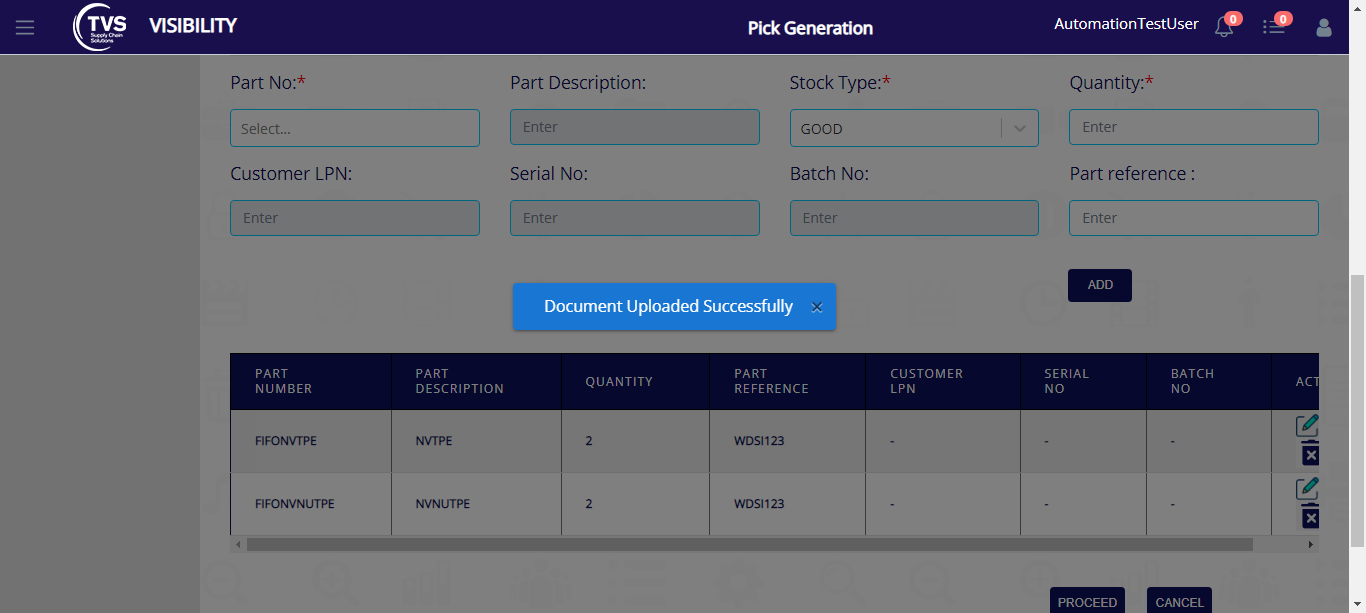 TVS
Supply Chain
Solutions
VISIBILITY
Pick Generation
AutomationTestUser
0
0
Part No:*
Part Description:
Stock Type:*
Quantity:*
Select...
Enter
GOOD
Enter
Customer LPN:
Serial No:
Batch No:
Part reference :
Enter
Enter
Enter
Enter
ADD
Document Uploaded Successfully ×
PART
NUMBER
PART
DESCRIPTION
QUANTITY
PART
REFERENCE
CUSTOMER
LPN
SERIAL
NO
BATCH
NO
ACT
FIFONVTPE NVTPE 2 WDSI123 - - -
FIFONVNUTPE NVNUTPE 2 WDSI123 - - -
PROCEED
CANCEL